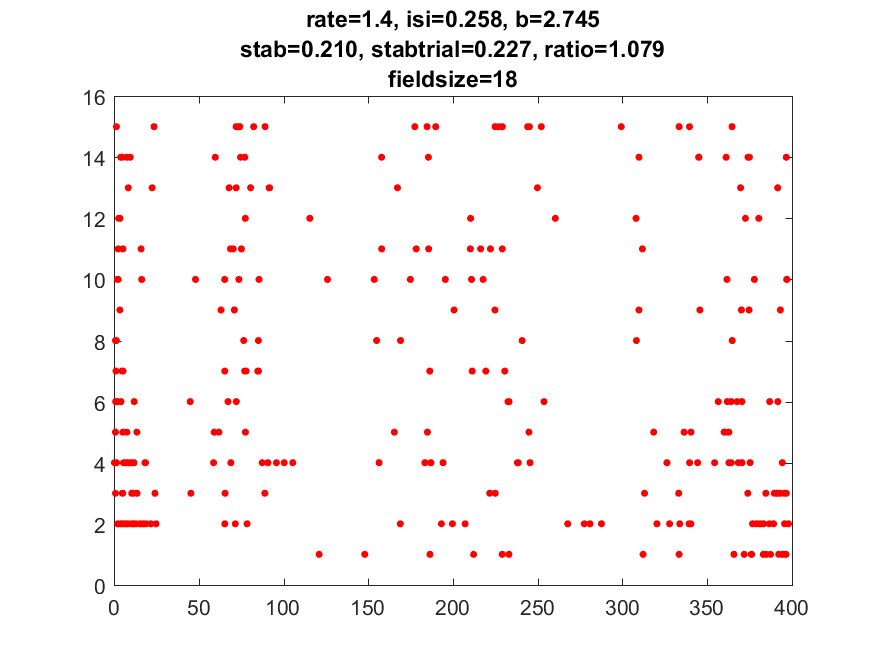 rate=1.4, isi=0.258, b=2.745
stab=0.210, stabtrial=0.227, ratio=1.079
fieldsize=18
16
14
12
10
8
6
4
2
0
0 50 100 150 200 250 300 350 400